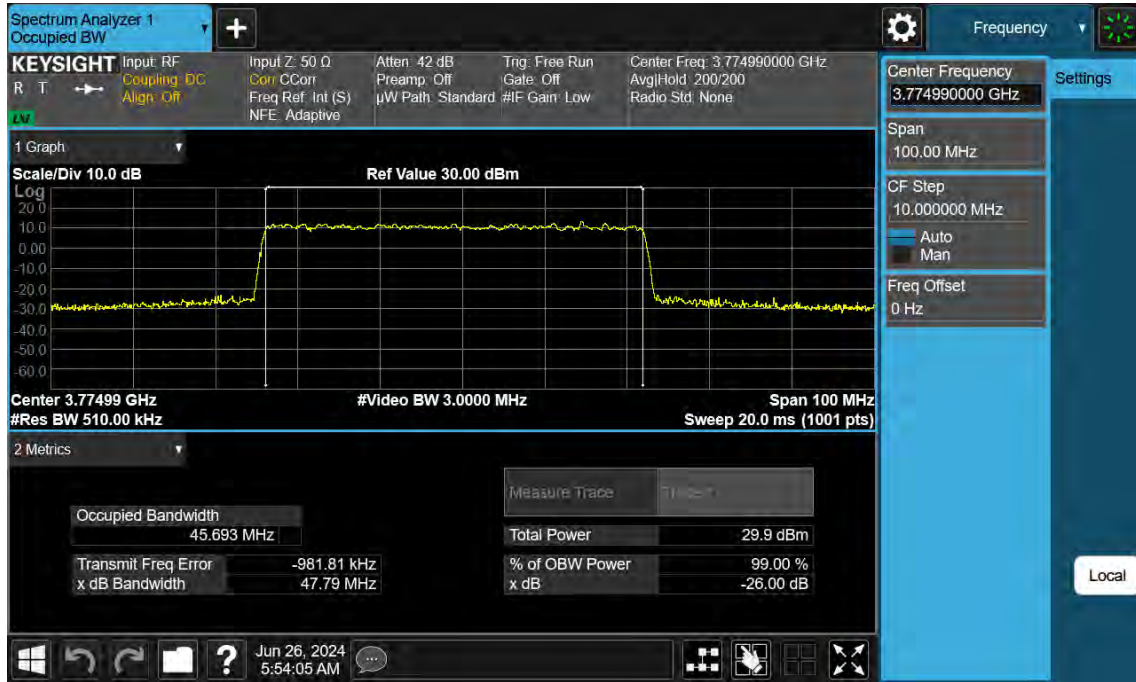 Spectrum Analyzer 1
Occupied BW
+
Frequency
KEYSIGHT
R T
LXI
Input: RF
Coupling: DC
Align: Off
Input Z: 50 Ω
Corr CCorr
Freq Ref: Int (S)
NFE: Adaptive
Atten: 42 dB
Preamp: Off
µW Path: Standard
Trig: Free Run
Gate: Off
#IF Gain: Low
Center Freq: 3.774990000 GHz
Avg|Hold: 200/200
Radio Std: None
Center Frequency
3.774990000 GHz
Settings
Span
100.00 MHz
CF Step
10.000000 MHz
Auto
Man
Freq Offset
0 Hz
Local
1 Graph
Scale/Div 10.0 dB
Ref Value 30.00 dBm
Log
20.0
10.0
0.00
-10.0
-20.0
-30.0
-40.0
-50.0
-60.0
Center 3.77499 GHz
#Video BW 3.0000 MHz
Span 100 MHz
#Res BW 510.00 kHz
Sweep 20.0 ms (1001 pts)
2 Metrics
Measure Trace
Occupied Bandwidth
45.693 MHz
Total Power 29.9 dBm
Transmit Freq Error -981.81 kHz
% of OBW Power 99.00 %
x dB Bandwidth 47.79 MHz
x dB -26.00 dB
?
Jun 26, 2024
5:54:05 AM